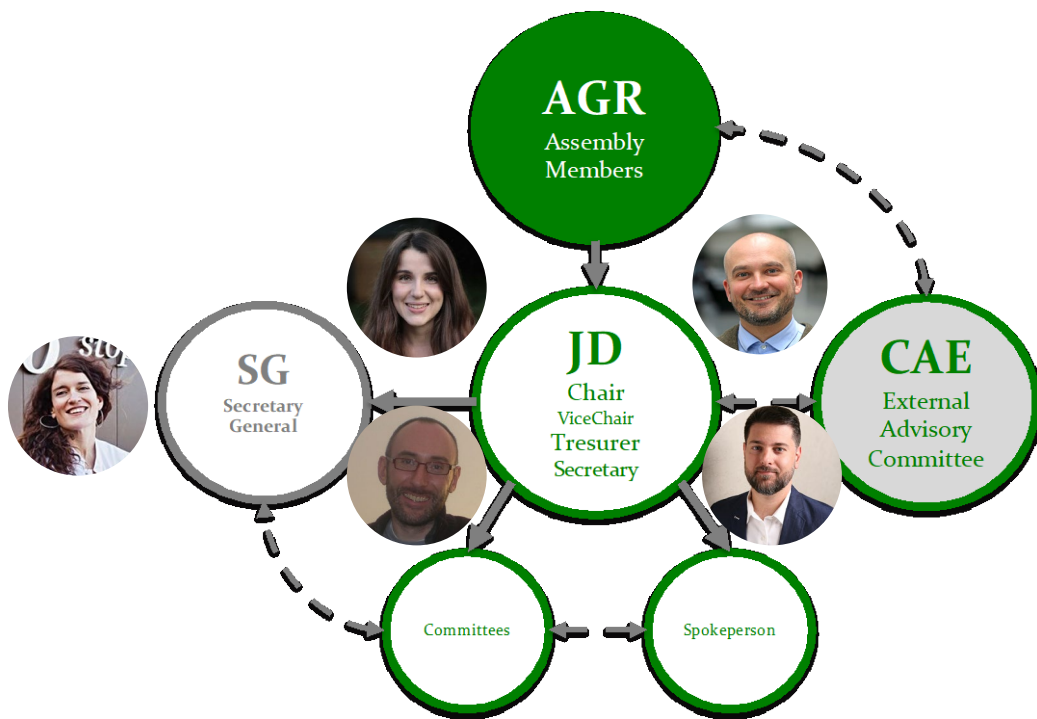 AGR
Assembly
Members
JD
Chair
ViceChair
Tresurer
Secretary
SG
Secretary
General
CAE
External
Advisory
Committee
Committees
Spokeperson